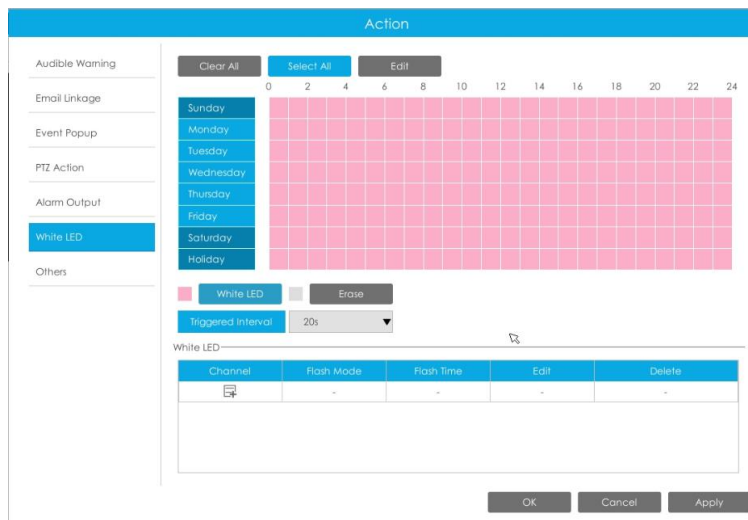 Action
Audible Warning
Email Linkage
Event Popup
PTZ Action
Alarm Output
White LED
Others
Clear All Select All Edit
0 2 4 6 8 10 12 14 16 18 20 22 24
Sunday
Monday
Tuesday
Wednesday
Thursday
Friday
Saturday
Holiday
White LED Erase
Triggered Interval 20s
White LED
Channel Flash Mode Flash Time Edit Delete
- - - -
OK Cancel Apply